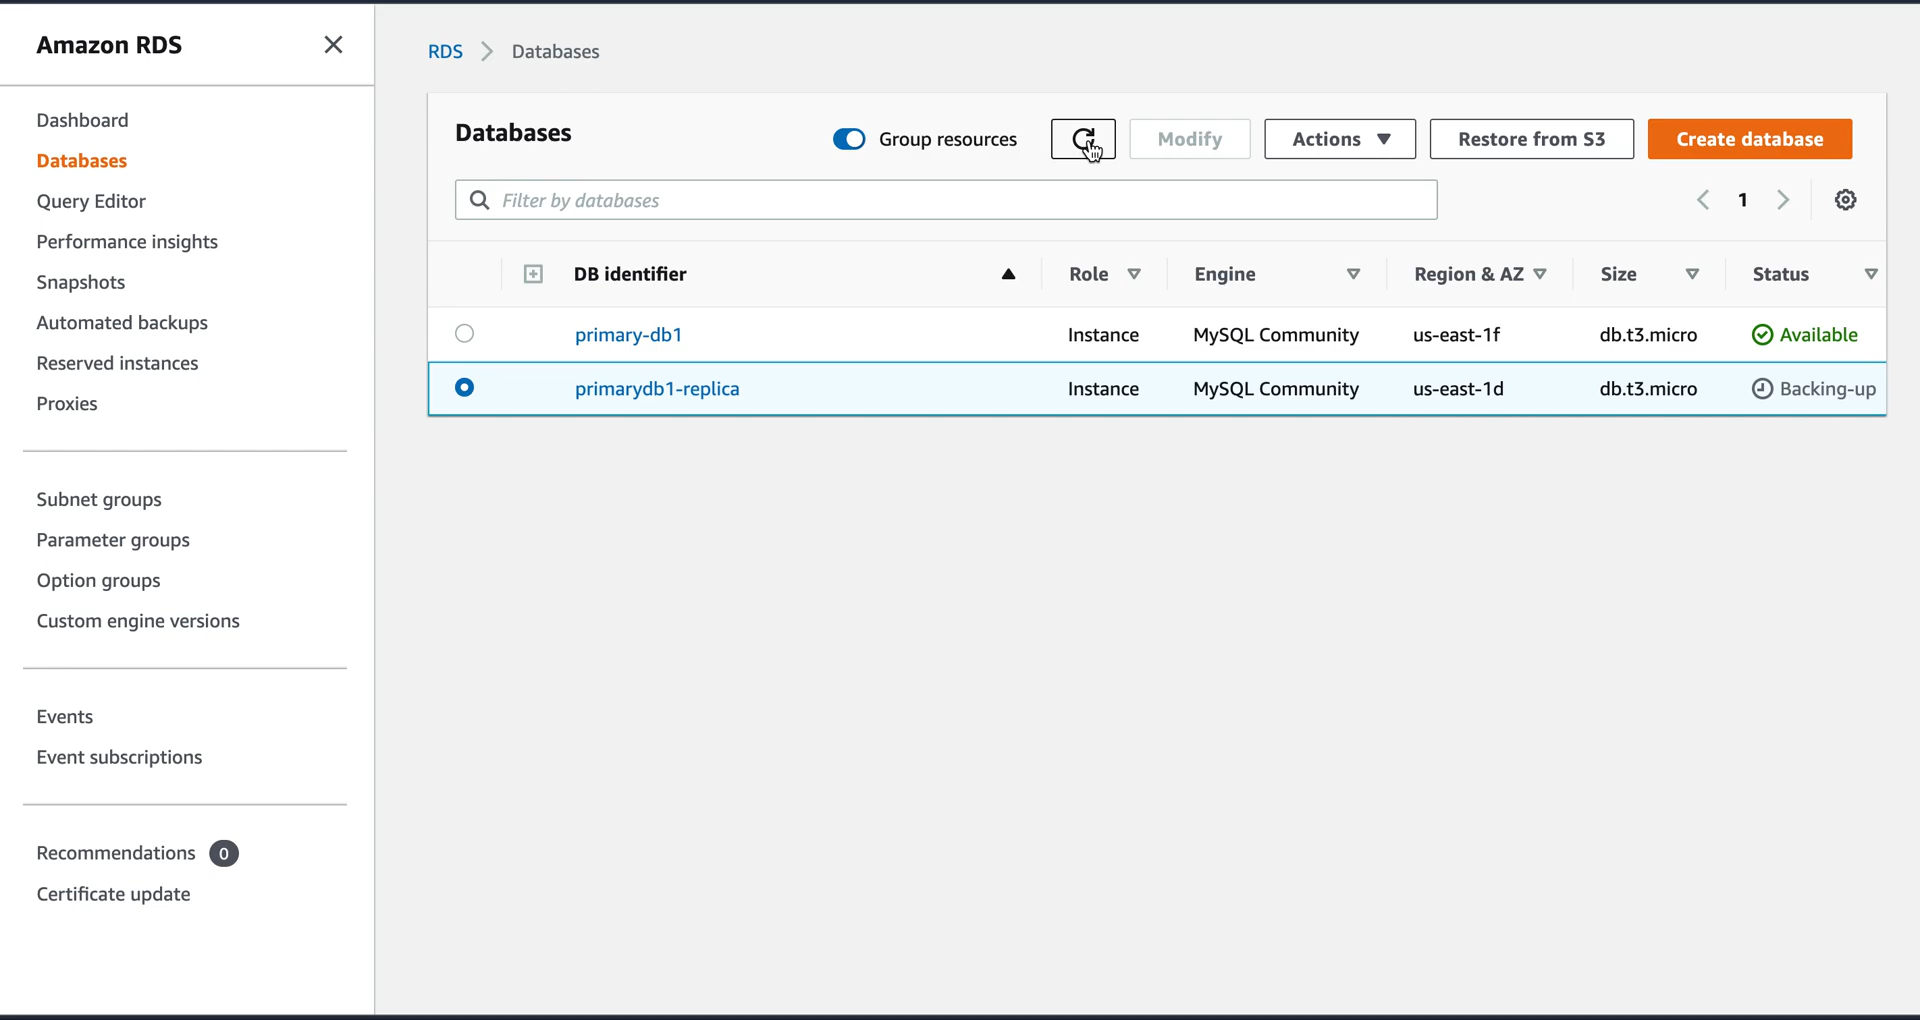 Amazon RDS
Dashboard
Databases
Query Editor
Performance insights
Snapshots
Automated backups
Reserved instances
Proxies
Subnet groups
Parameter groups
Option groups
Custom engine versions
Events
Event subscriptions
Recommendations 0
Certificate update
RDS Databases
Databases Group resources Modify Actions Restore from S3 Create database
Filter by databases 1
DB identifier Role Engine Region & AZ Size Status
primary-db1 Instance MySQL Community us-east-1f db.t3.micro Available
primarydb1-replica Instance MySQL Community us-east-1d db.t3.micro Backing-up